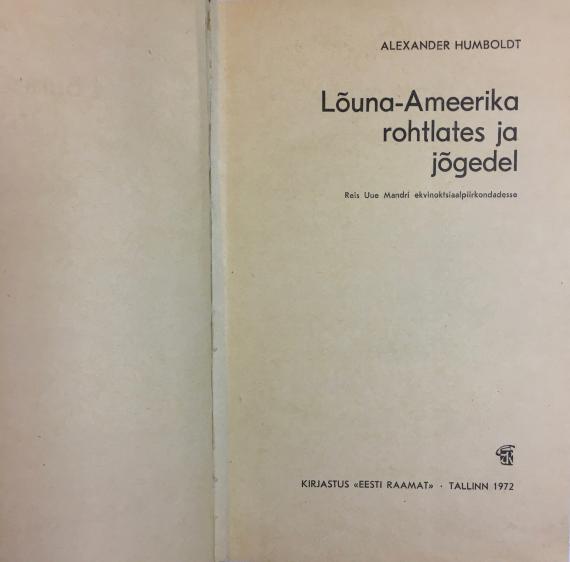 ALEXANDER HUMBOLDT
Lõuna-Ameerika
rohtlates ja
jõgedel
Reis Uue Mandri ekvinoktsiaalpiirkondadesse
KIRJASTUS «EESTI RAAMAT» · TALLINN 1972